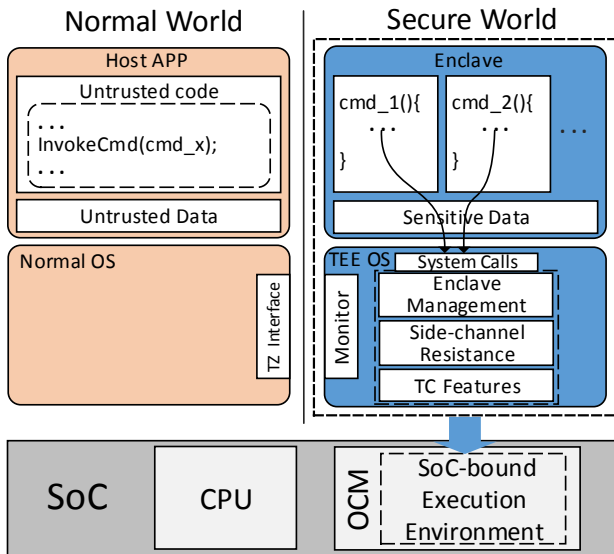 Normal World
Host APP
Untrusted code
...
InvokeCmd(cmd_x);
...
Untrusted Data
Normal OS
TZ Interface
Secure World
Enclave
cmd_1(){
...
}
cmd_2(){
...
}
...
Sensitive Data
TEE OS
System Calls
Monitor
Enclave
Management
Side-channel
Resistance
TC Features
SoC
CPU
OCM
SoC-bound
Execution
Environment